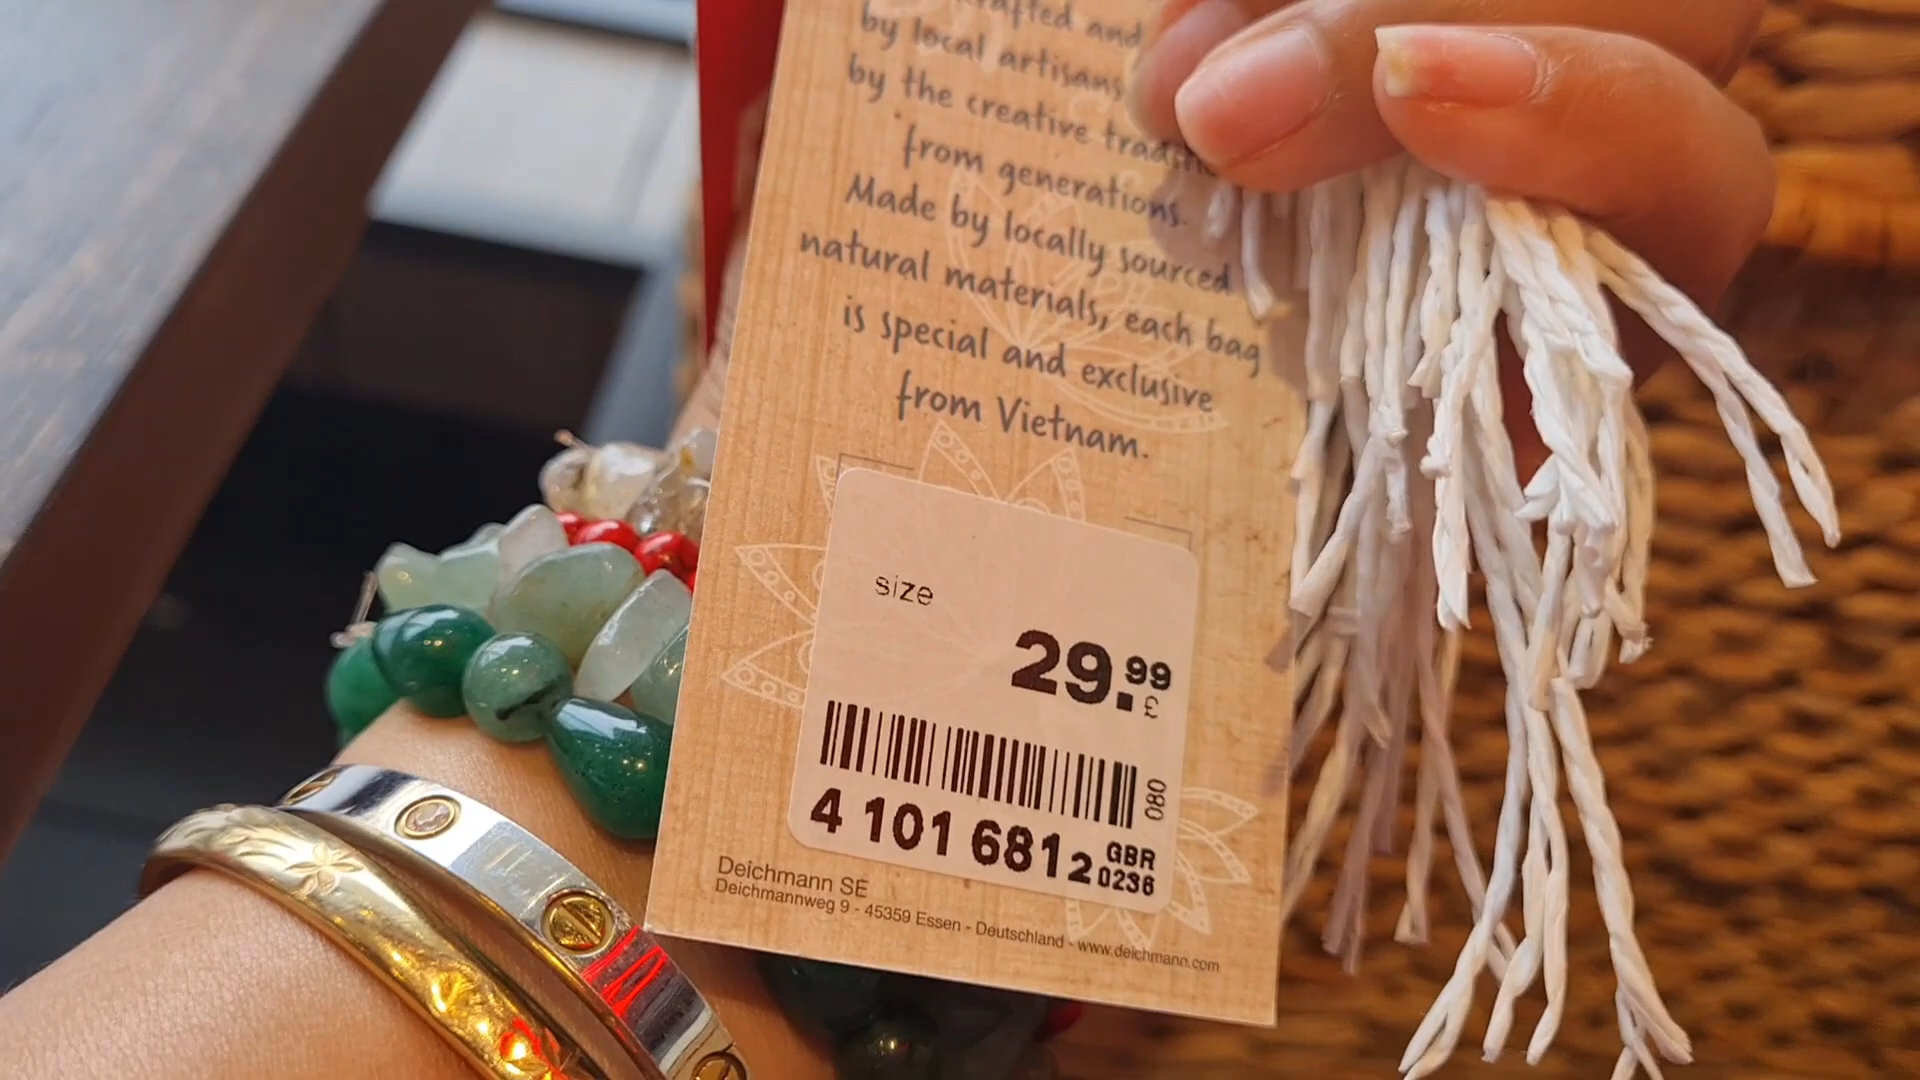 crafted and
by local artisans
by the creative
from generations.
Made by locally sourced
natural materials, each bag
is special and exclusive
from Vietnam.
size
29.99
£
080
4 101 681 2
GBR
0236
Deichmann SE
Deichmannweg 9 - 45359 Essen - Deutschland - www.deichmann.com